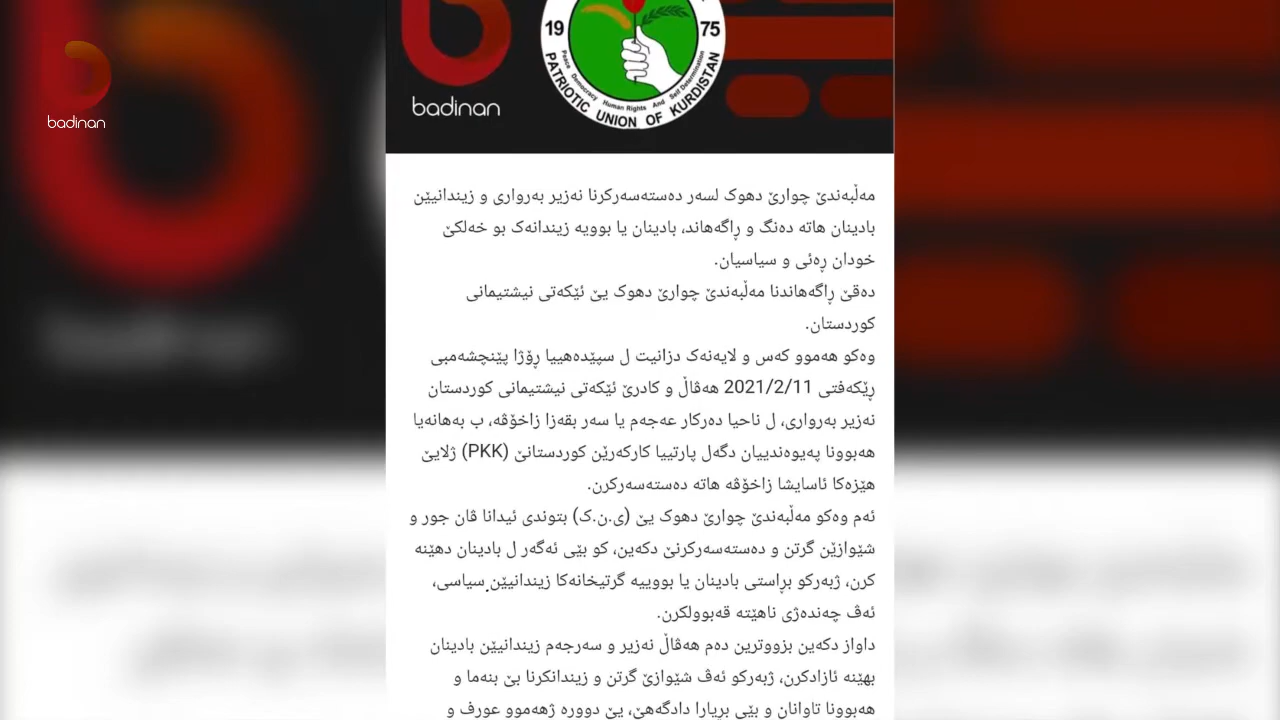 badinan
badinan
19 75
PATRIOTIC UNION OF KURDISTAN
Peace Democracy Human Rights And Self Determination
مەڵبەندێ چوارێ دهوک لسەر دەستەسەرکرنا نەزیر بەرواری و زیندانیێن
بادینان هاتە دەنگ و ڕاگەهاند، بادینان یا بوویە زیندانەک بو خەلکێ
خودان ڕەئی و سیاسیان.
دەقێ ڕاگەهاندنا مەڵبەندێ چوارێ دهوک یێ ئێکەتی نیشتیمانی
کوردستان.
وەکو هەموو کەس و لایەنەک دزانیت ل سپێدەهییا ڕۆژا پێنچشەمبی
ڕێکەفتی 2021/2/11 هەڤاڵ و کادرێ ئێکەتی نیشتیمانی کوردستان
نەزیر بەرواری، ل ناحیا دەرکار عەجەم یا سەر بقەزا زاخۆڤە، ب بەهانەیا
هەبوونا پەیوەندییان دگەل پارتییا کارکەرێن کوردستانێ (PKK) ژلایێ
هێزەکا ئاسایشا زاخۆڤە هاتە دەستەسەرکرن.
ئەم وەکو مەڵبەندێ چوارێ دهوک یێ (ی.ن.ک) بتوندی ئیدانا ڤان جور و
شێوازێن گرتن و دەستەسەرکرنێ دکەین، کو بێی ئەگەر ل بادینان دهێنە
کرن، ژبەرکو بڕاستی بادینان یا بووییە گرتیخانەکا زیندانیێن سیاسی،
ئەڤ چەندەژی ناهێتە قەبوولکرن.
داواز دکەین بزووترین دەم هەڤاڵ نەزیر و سەرجەم زیندانیێن بادینان
بهێنە ئازادکرن، ژبەرکو ئەڤ شێوازێ گرتن و زیندانکرنا بێ بنەما و
هەبوونا تاوانان و بێی بڕیارا دادگەهێ، یێ دوورە ژهەموو عورف و